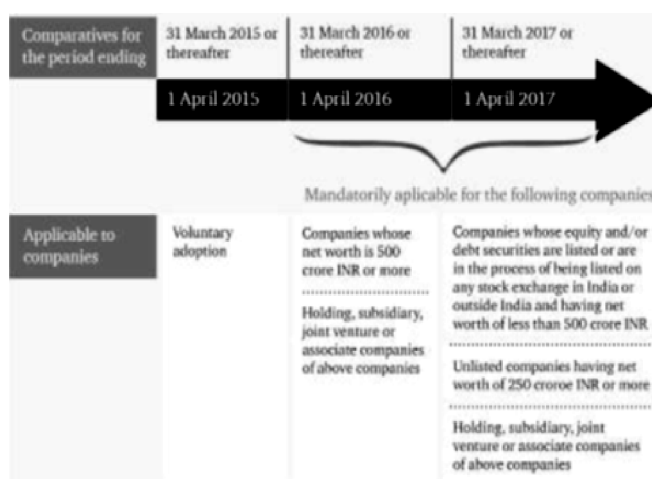 Comparatives for
the period ending
31 March 2015 or
thereafter
31 March 2016 or
thereafter
31 March 2017 or
thereafter
1 April 2015
1 April 2016
1 April 2017
Mandatorily aplicable for the following companies
Applicable to
companies
Voluntary
adoption
Companies whose
net worth is 500
crore INR or more
Holding, subsidiary,
joint venture or
associate companies
of above companies
Companies whose equity and/or
debt securities are listed or are
in the process of being listed on
any stock exchange in India or
outside India and having net
worth of less than 500 crore INR
Unlisted companies having net
worth of 250 croroe INR or more
Holding, subsidiary, joint
venture or associate companies
of above companies